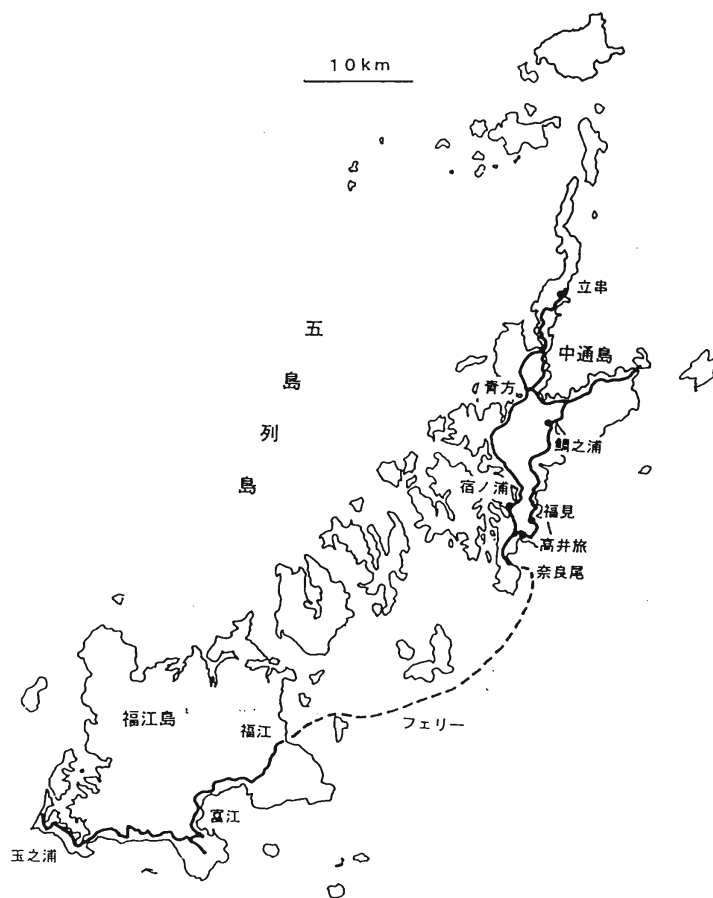 10km
立串
五島列島
中通島
青方
鯛之浦
宿ノ浦
福見
高井旅
奈良尾
福江島
福江
フェリー
富江
玉之浦